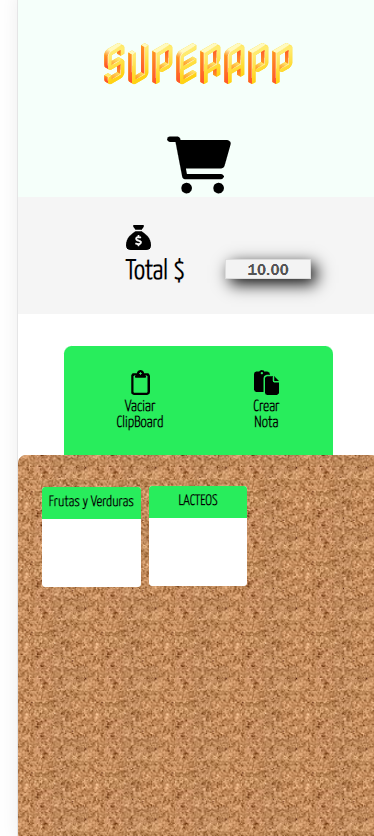 SUPERAPP
$
Total $
10.00
Vaciar
ClipBoard
Crear
Nota
Frutas y Verduras
LACTEOS